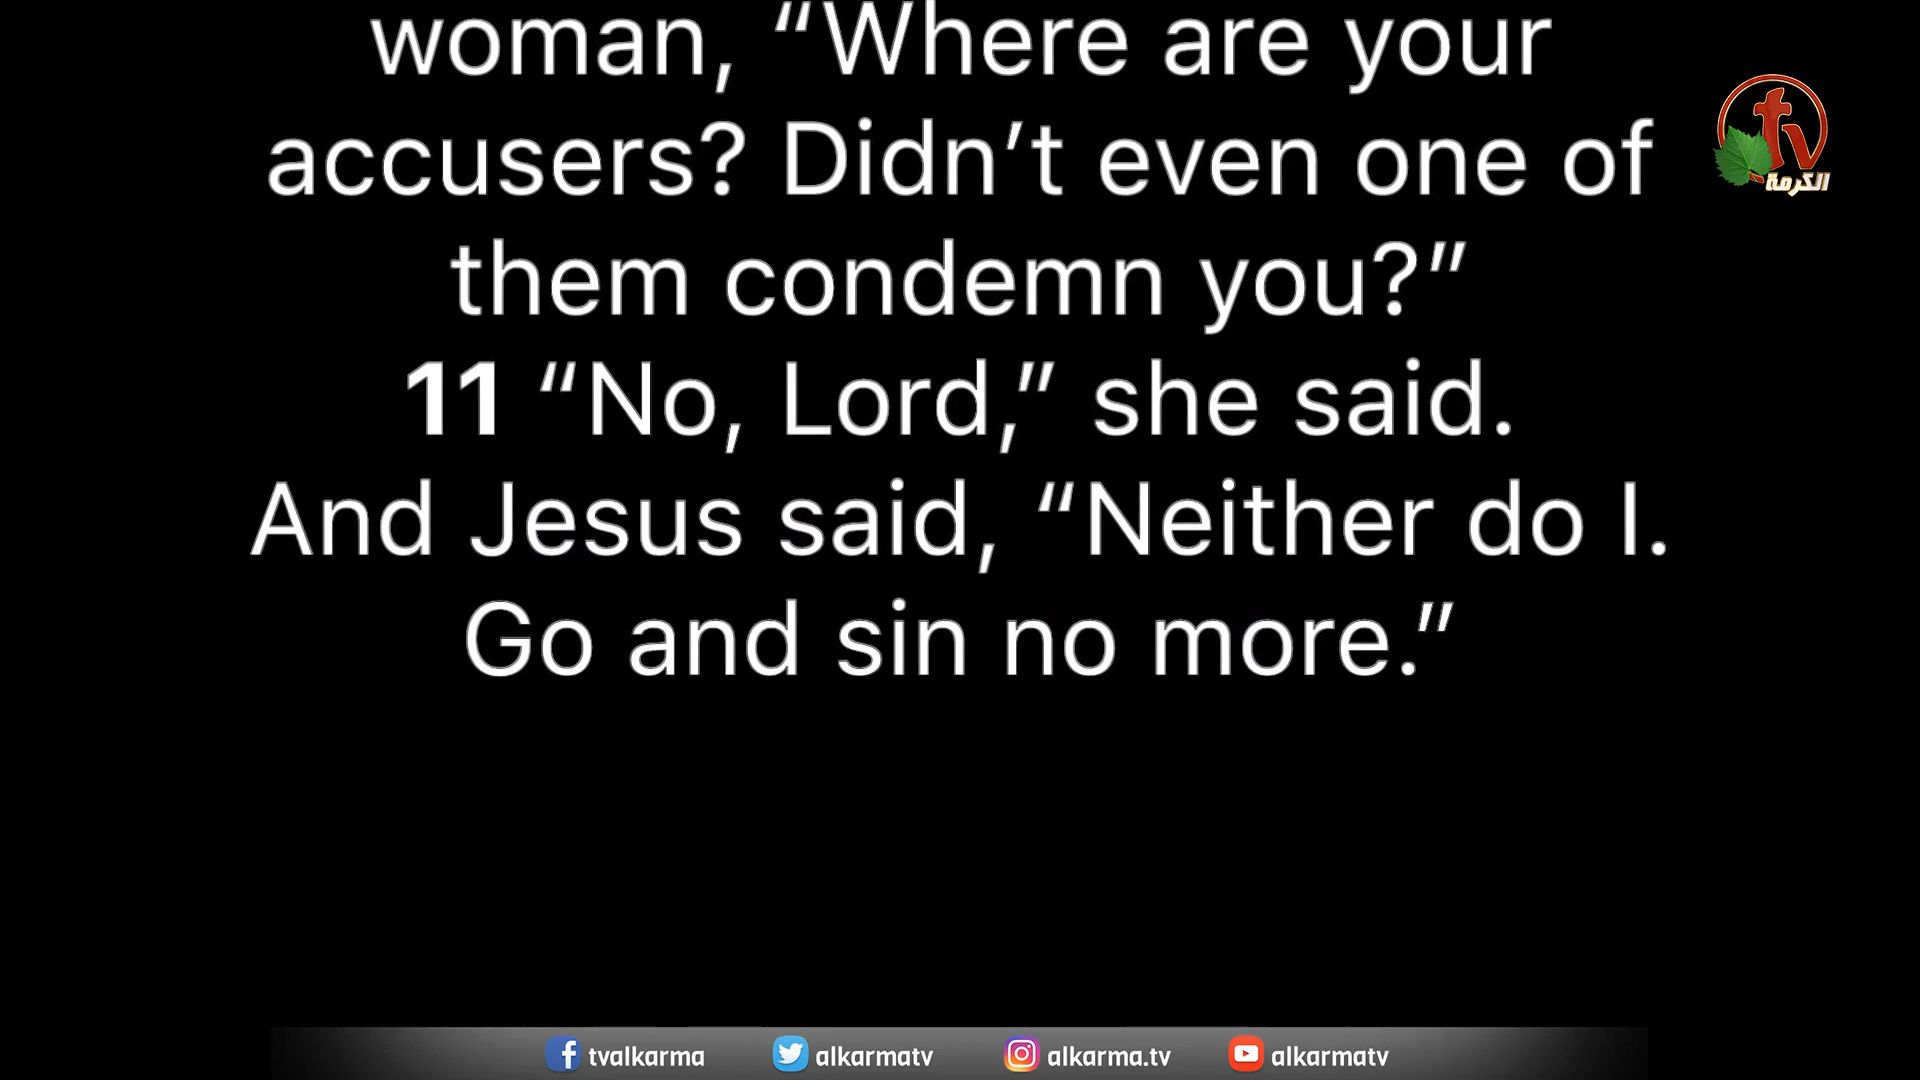 woman, “Where are your
accusers? Didn’t even one of
them condemn you?”
11 “No, Lord,” she said.
And Jesus said, “Neither do I.
Go and sin no more.”
tv
الكرمة
tvalkarma
alkarmatv
alkarma.tv
alkarmatv